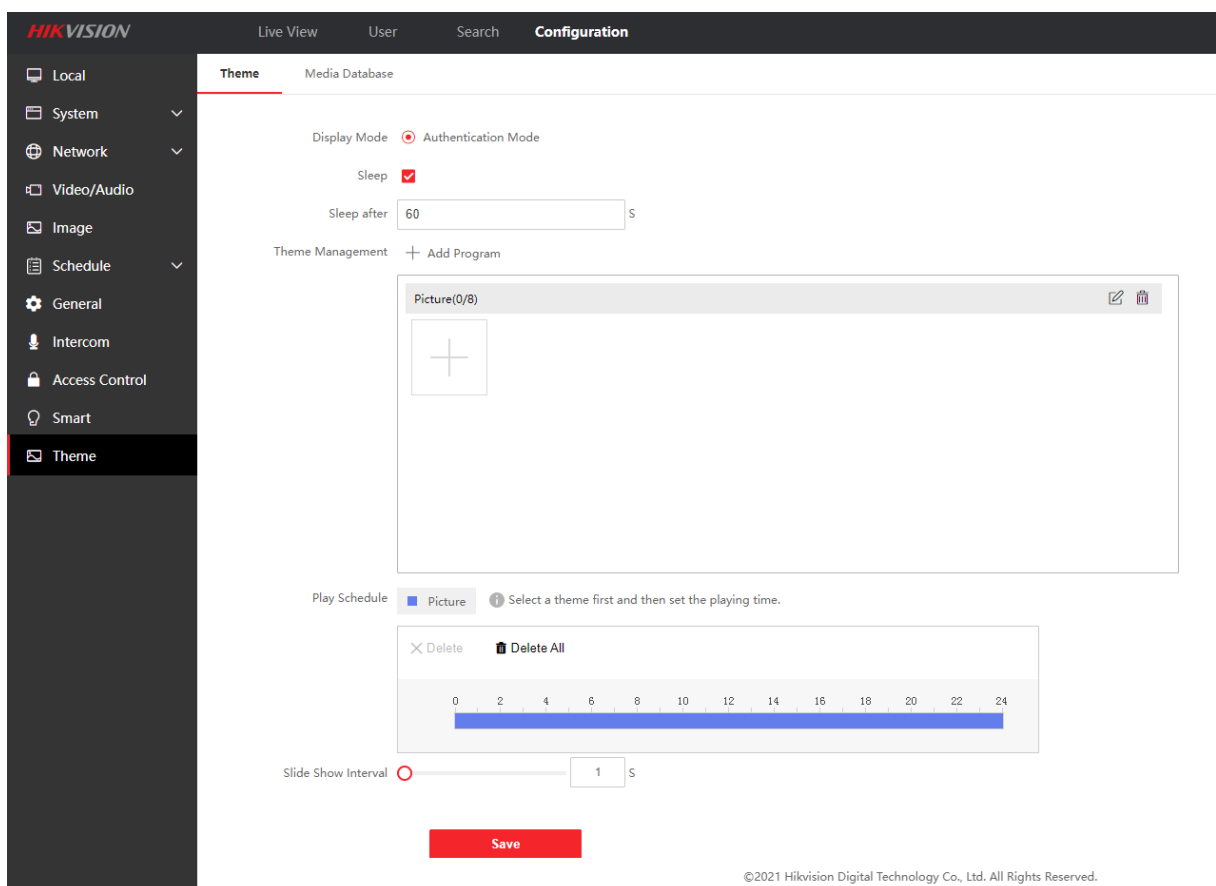 HIKVISION
Live View User Search Configuration
Local
System
Network
Video/Audio
Image
Schedule
General
Intercom
Access Control
Smart
Theme
Theme Media Database
Display Mode Authentication Mode
Sleep
Sleep after 60 S
Theme Management + Add Program
Picture(0/8)
Play Schedule Picture Select a theme first and then set the playing time.
Delete Delete All
0 2 4 6 8 10 12 14 16 18 20 22 24
Slide Show Interval 1 S
Save
©2021 Hikvision Digital Technology Co., Ltd. All Rights Reserved.